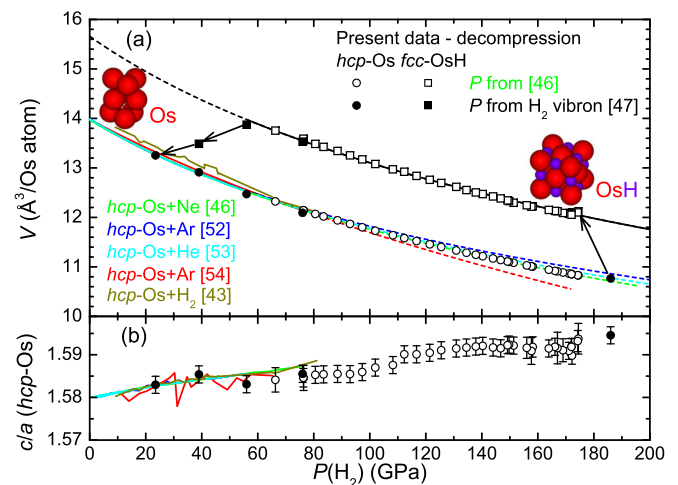 (a)
Present data - decompression
hcp-Os fcc-OsH
P from [46]
P from H₂ vibron [47]
Os
OsH
hcp-Os+Ne [46]
hcp-Os+Ar [52]
hcp-Os+He [53]
hcp-Os+Ar [54]
hcp-Os+H₂ [43]
V (Å³/Os atom)
16
15
14
13
12
11
10
(b)
c/a (hcp-Os)
1.59
1.58
1.57
0 20 40 60 80 100 120 140 160 180 200
P(H₂) (GPa)